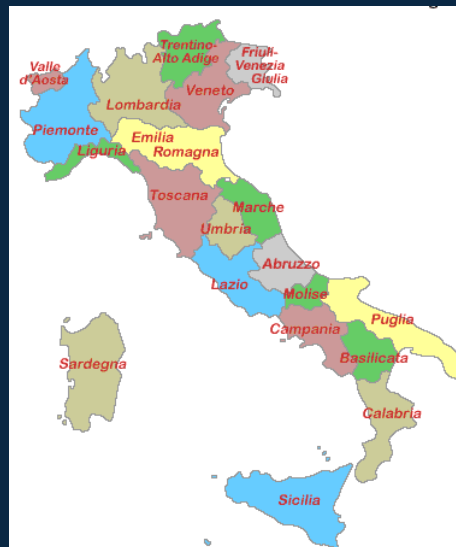 Trentino-
Alto Adige
Friuli-
Venezia
Giulia
Valle
d'Aosta
Veneto
Lombardia
Piemonte
Emilia
Romagna
Liguria
Toscana
Marche
Umbria
Abruzzo
Lazio
Molise
Puglia
Campania
Basilicata
Sardegna
Calabria
Sicilia